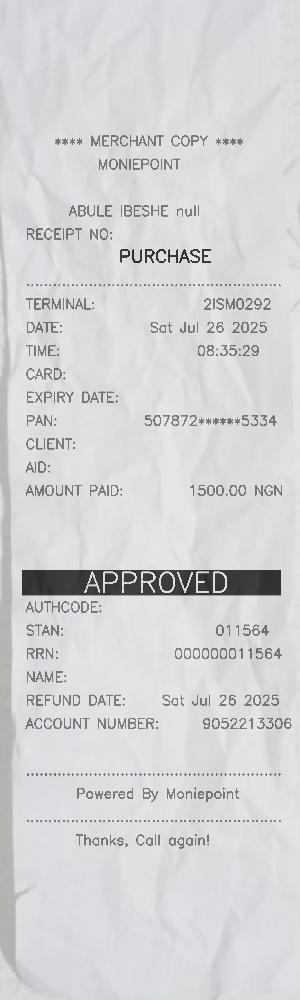 **** MERCHANT COPY ****
MONIEPOINT
ABULE IBESHE null
RECEIPT NO:
PURCHASE
TERMINAL: 2ISM0292
DATE: Sat Jul 26 2025
TIME: 08:35:29
CARD:
EXPIRY DATE:
PAN: 507872******5334
CLIENT:
AID:
AMOUNT PAID: 1500.00 NGN
APPROVED
AUTHCODE:
STAN: 011564
RRN: 000000011564
NAME:
REFUND DATE: Sat Jul 26 2025
ACCOUNT NUMBER: 9052213306
Powered By Moniepoint
Thanks, Call again!